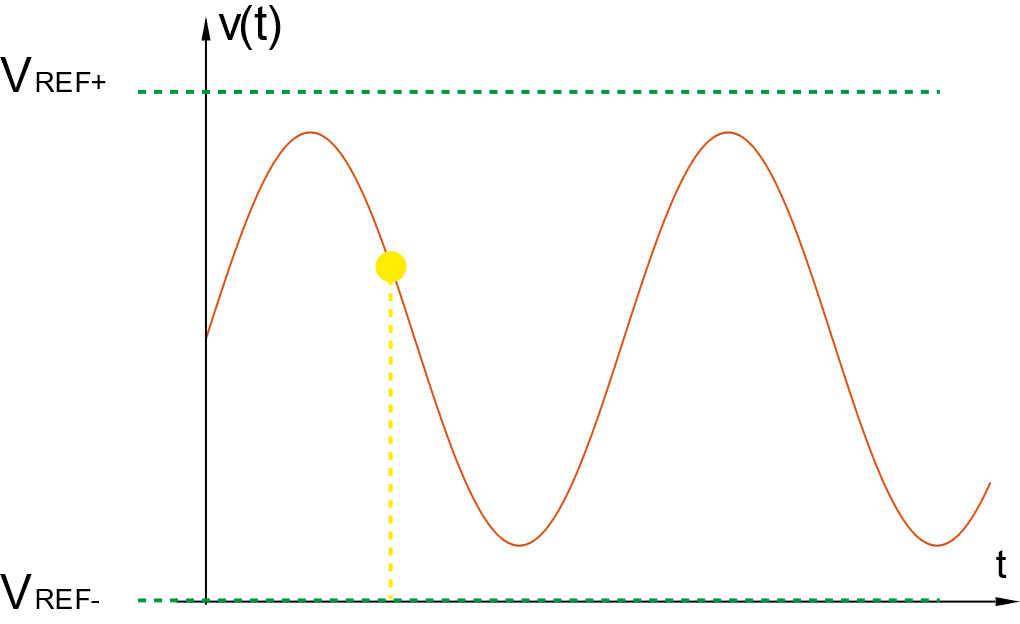 v(t)
VREF+
t
VREF-